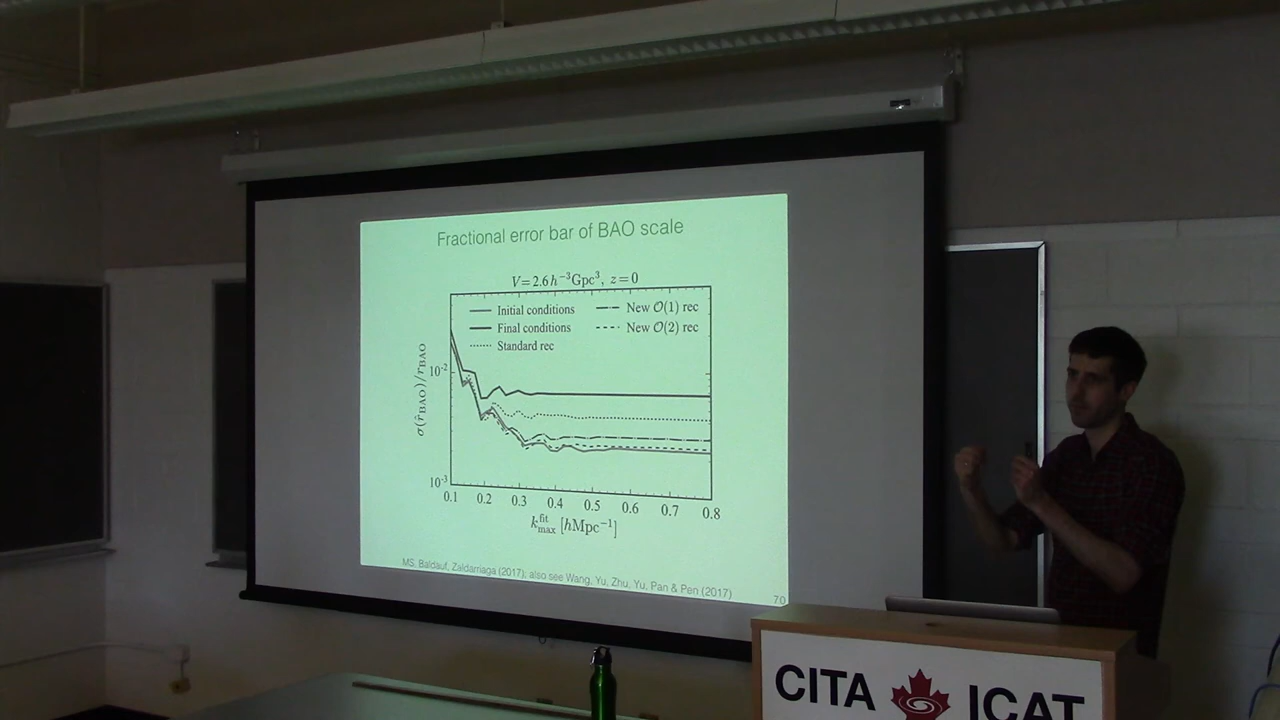 Fractional error bar of BAO scale
V=2.6 h⁻³Gpc³, z=0
Initial conditions
Final conditions
Standard rec
New O(1) rec
New O(2) rec
σ(r̂BAO)/rBAO
10⁻²
10⁻³
0.1 0.2 0.3 0.4 0.5 0.6 0.7 0.8
k fit max [hMpc⁻¹]
MS, Baldauf, Zaldarriaga (2017); also see Wang, Yu, Zhu, Yu, Pan & Pen (2017)
70
CITA ICAT